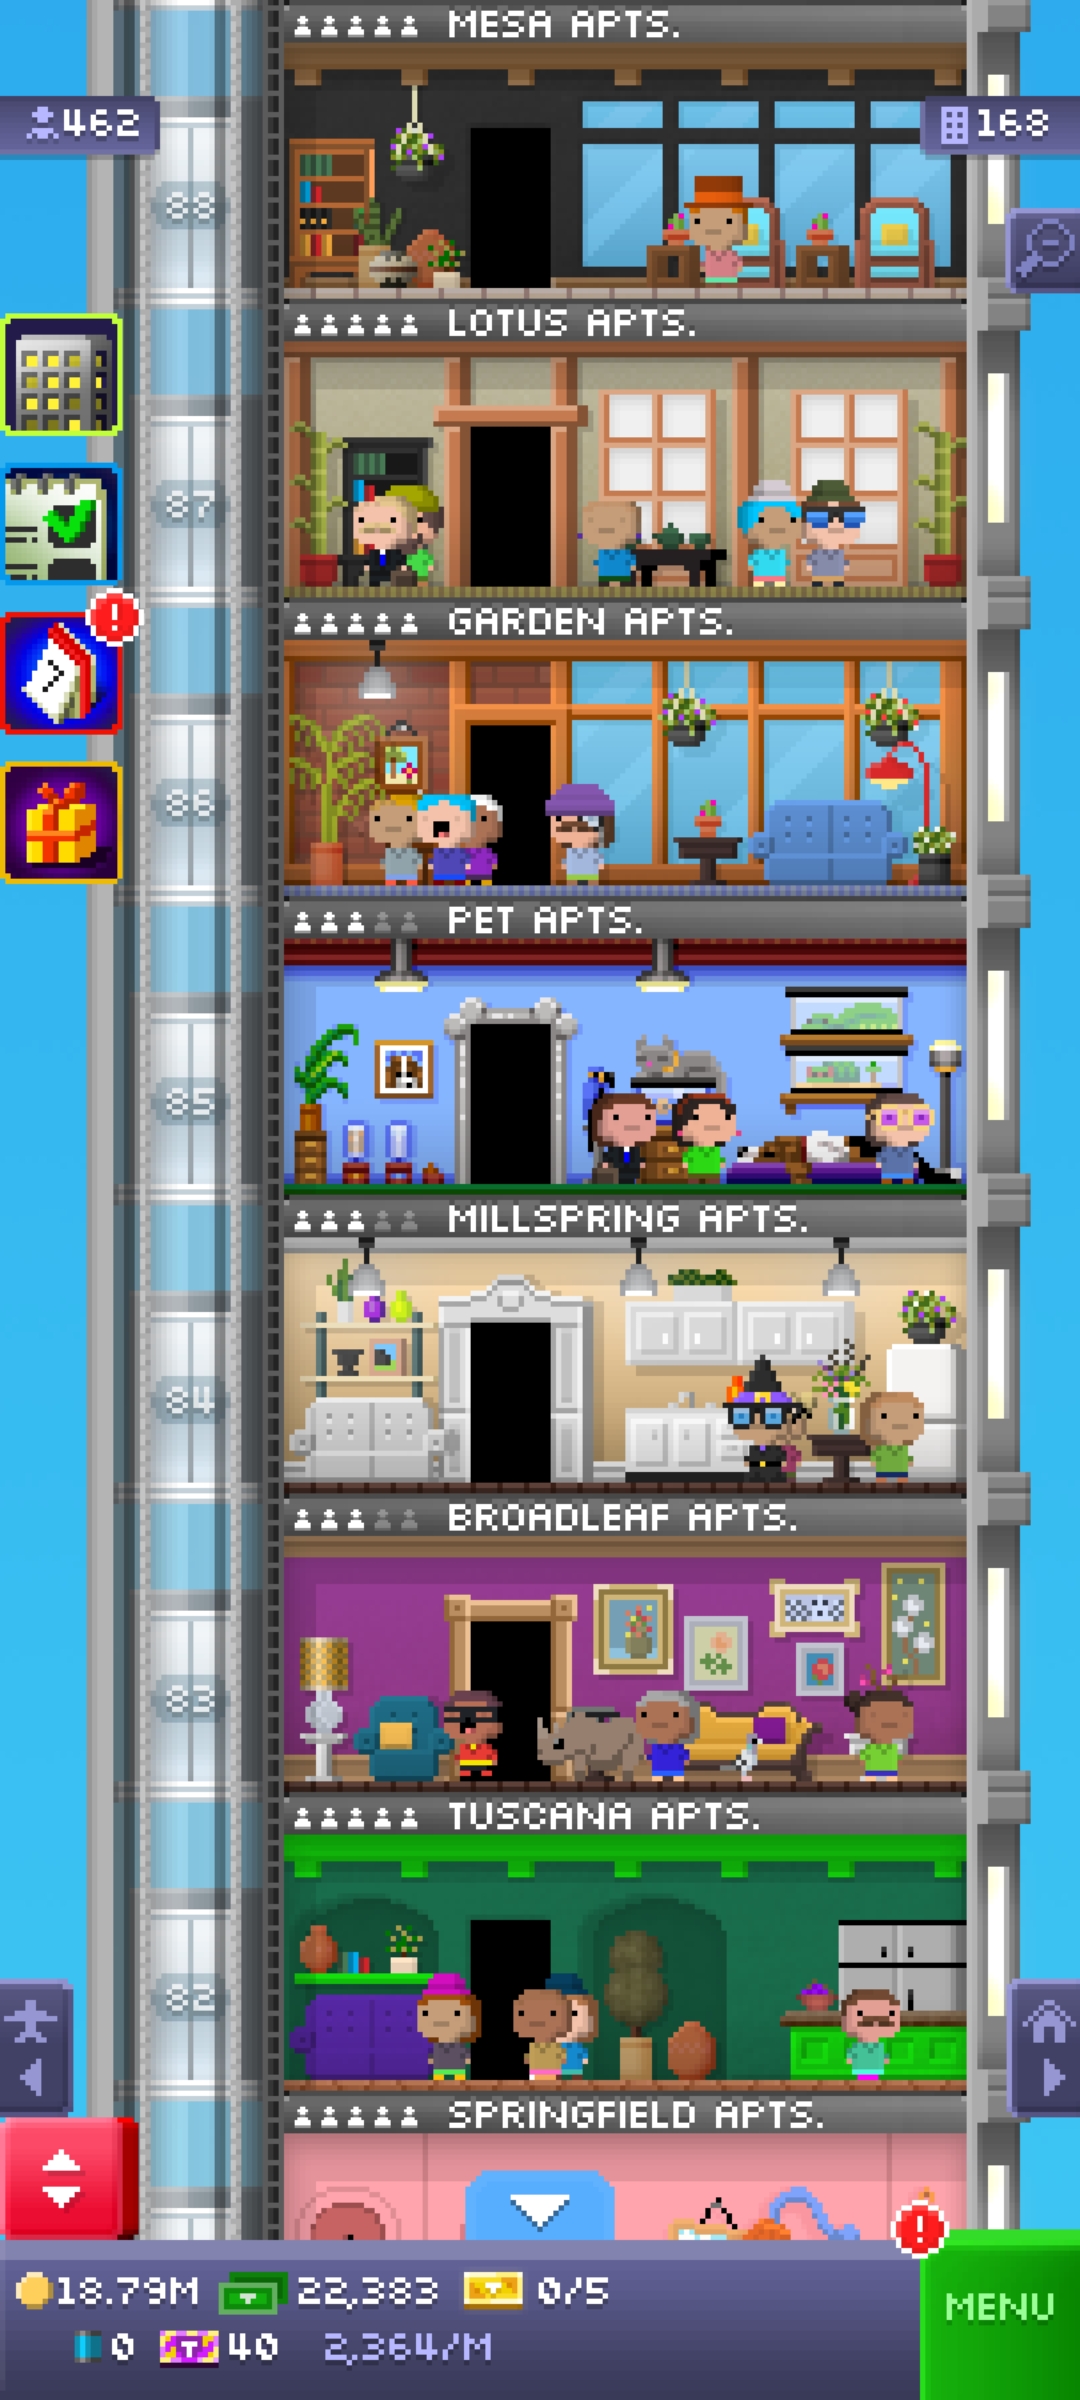 MESA APTS.
462
168
88
LOTUS APTS.
87
GARDEN APTS.
7
86
PET APTS.
85
MILLSPRING APTS.
84
BROADLEAF APTS.
83
TUSCANA APTS.
82
SPRINGFIELD APTS.
18.79M 22,383 0/5
MENU
0 T 40 2,364/M